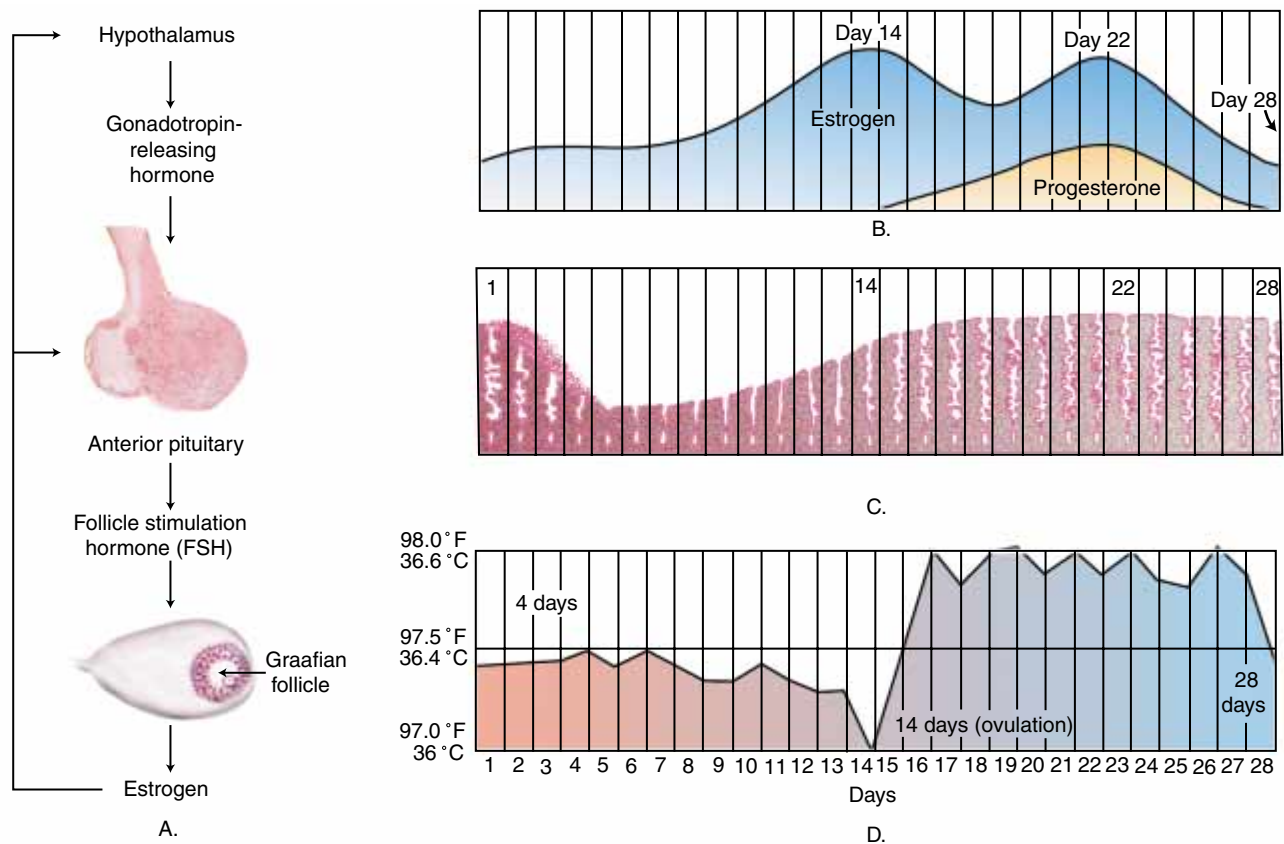 Hypothalamus
Gonadotropin-
releasing
hormone
Anterior pituitary
Follicle stimulation
hormone (FSH)
Graafian
follicle
Estrogen
A.
Day 14
Day 22
Day 28
Estrogen
Progesterone
B.
1
14
22
28
C.
98.0°F
36.6°C
4 days
97.5°F
36.4°C
28
days
14 days (ovulation)
97.0°F
36°C
1 2 3 4 5 6 7 8 9 10 11 12 13 14 15 16 17 18 19 20 21 22 23 24 25 26 27 28
Days
D.